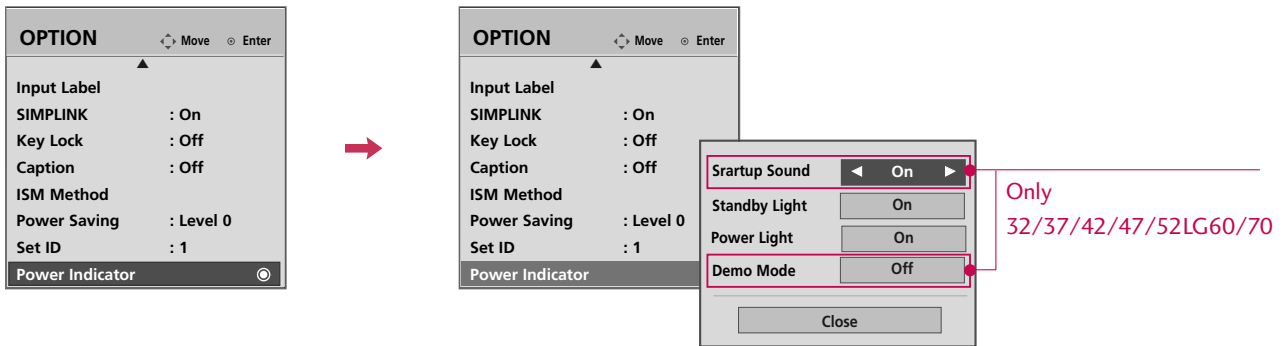 OPTION Move Enter
Input Label
SIMPLINK : On
Key Lock : Off
Caption : Off
ISM Method
Power Saving : Level 0
Set ID : 1
Power Indicator
OPTION Move Enter
Input Label
SIMPLINK : On
Key Lock : Off
Caption : Off
ISM Method
Power Saving : Level 0
Set ID : 1
Power Indicator
Srartup Sound On
Standby Light On
Power Light On
Demo Mode Off
Close
Only
32/37/42/47/52LG60/70